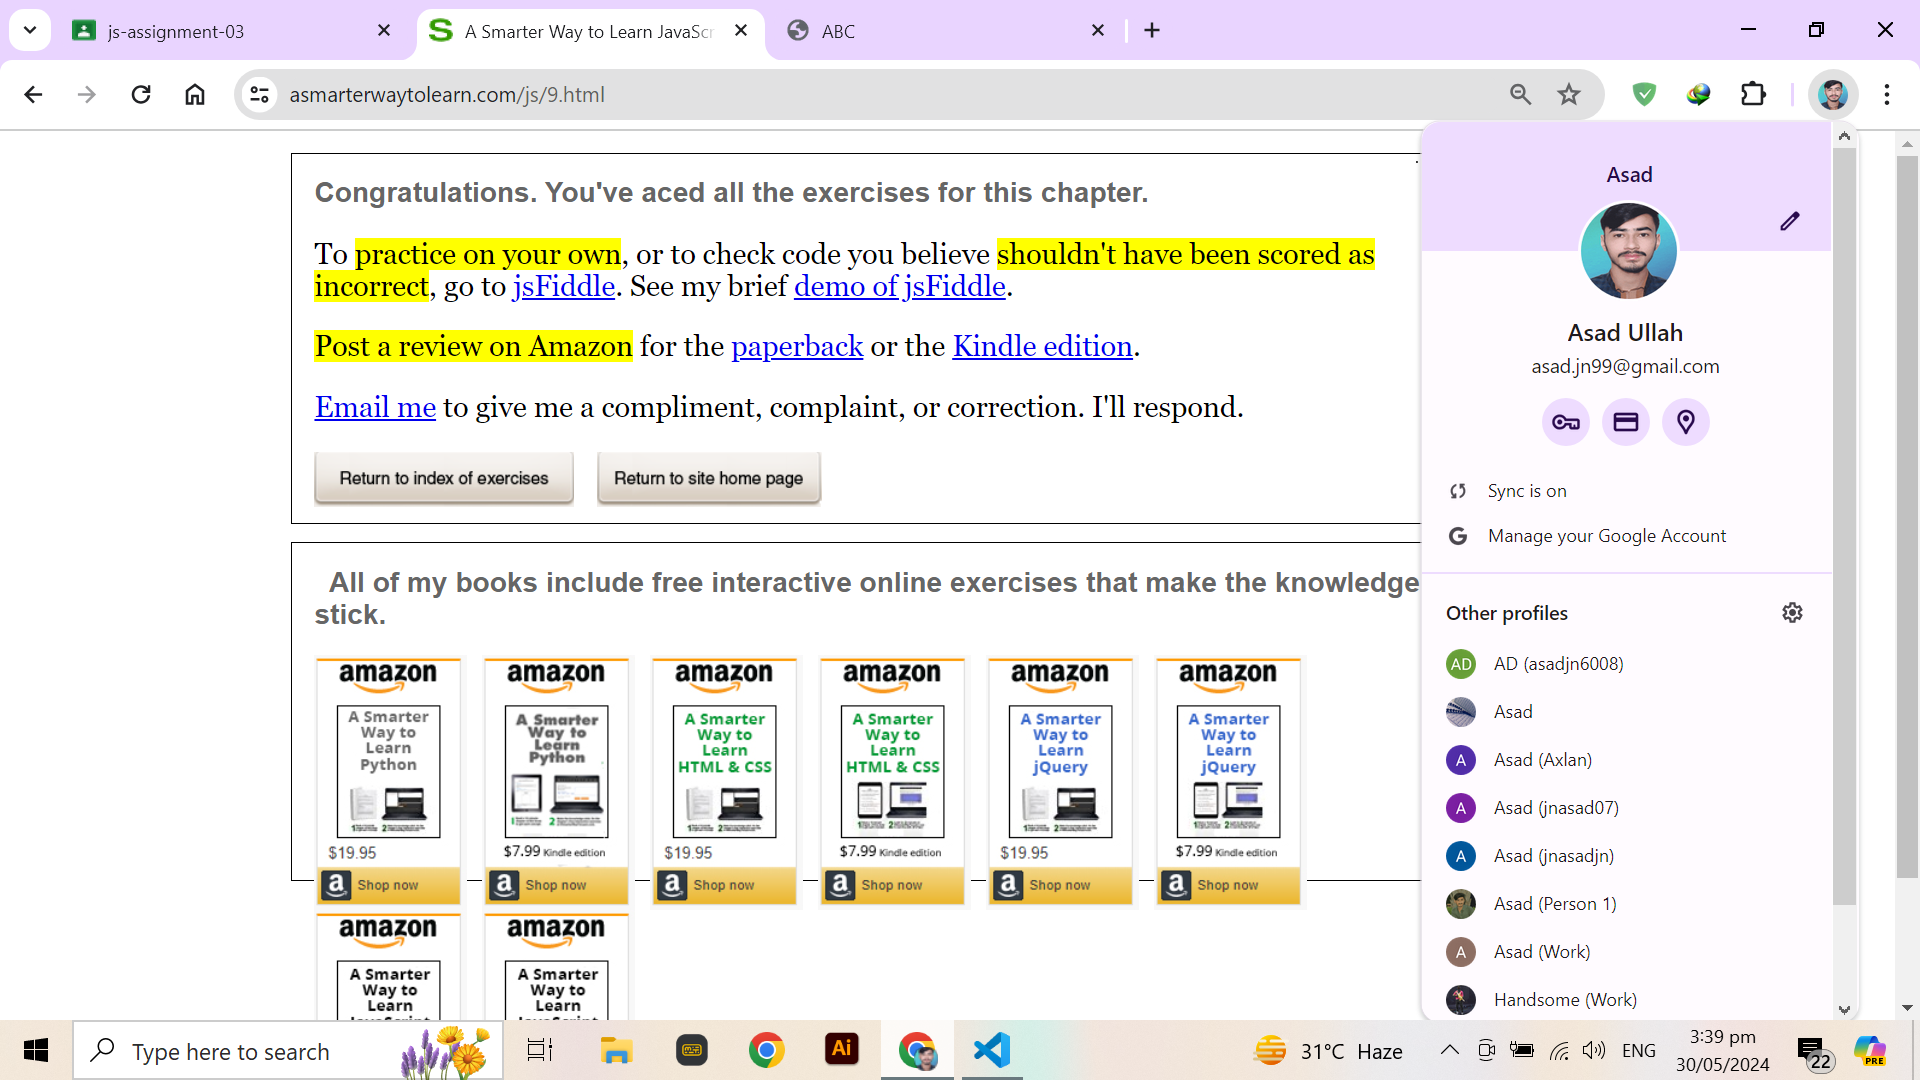 js-assignment-03
A Smarter Way to Learn JavaScr
ABC
asmarterwaytolearn.com/js/9.html
Congratulations. You've aced all the exercises for this chapter.
To practice on your own, or to check code you believe shouldn't have been scored as
incorrect, go to jsFiddle. See my brief demo of jsFiddle.
Post a review on Amazon for the paperback or the Kindle edition.
Email me to give me a compliment, complaint, or correction. I'll respond.
Return to index of exercises
Return to site home page
All of my books include free interactive online exercises that make the knowledge
stick.
amazon
A Smarter
Way to
Learn
Python
$19.95
Shop now
amazon
A Smarter
Way to
Learn
Python
$7.99 Kindle edition
Shop now
amazon
A Smarter
Way to
Learn
HTML & CSS
$19.95
Shop now
amazon
A Smarter
Way to
Learn
HTML & CSS
$7.99 Kindle edition
Shop now
amazon
A Smarter
Way to
Learn
jQuery
$19.95
Shop now
amazon
A Smarter
Way to
Learn
jQuery
$7.99 Kindle edition
Shop now
amazon
A Smarter
Way to
Learn
amazon
A Smarter
Way to
Learn
Asad
Asad Ullah
asad.jn99@gmail.com
Sync is on
Manage your Google Account
Other profiles
AD AD (asadjn6008)
Asad
A Asad (Axlan)
A Asad (jnasad07)
A Asad (jnasadjn)
Asad (Person 1)
A Asad (Work)
Handsome (Work)
Type here to search
Ai
31°C Haze
ENG
3:39 pm
30/05/2024
22
PRE